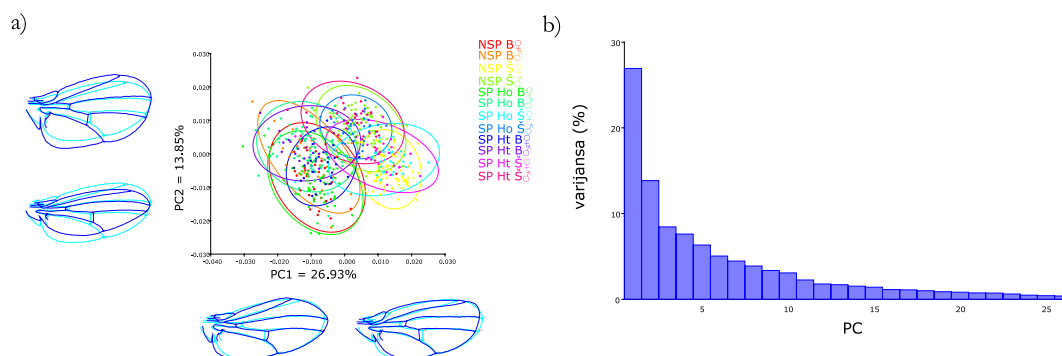 a)
b)
NSP B♀
NSP B♂
NSP Š♀
NSP Š♂
SP Ho B♀
SP Ho B♂
SP Ho Š♀
SP Ho Š♂
SP Ht B♀
SP Ht B♂
SP Ht Š♀
SP Ht Š♂
PC2 = 13.85%
0.030
0.020
0.010
0.000
-0.010
-0.020
-0.030
-0.040
-0.030
-0.020
-0.010
0.000
0.010
0.020
0.030
PC1 = 26.93%
varijansa (%)
30
20
10
0
5
10
15
20
25
PC